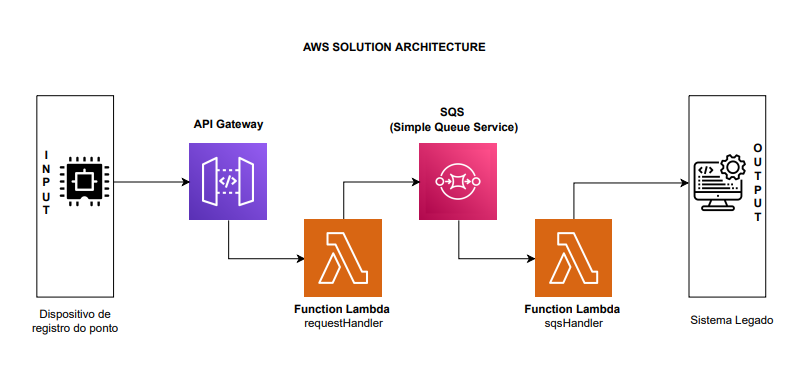 AWS SOLUTION ARCHITECTURE
INPUT
Dispositivo de
registro do ponto
API Gateway
Function Lambda
requestHandler
SQS
(Simple Queue Service)
Function Lambda
sqsHandler
OUTPUT
Sistema Legado